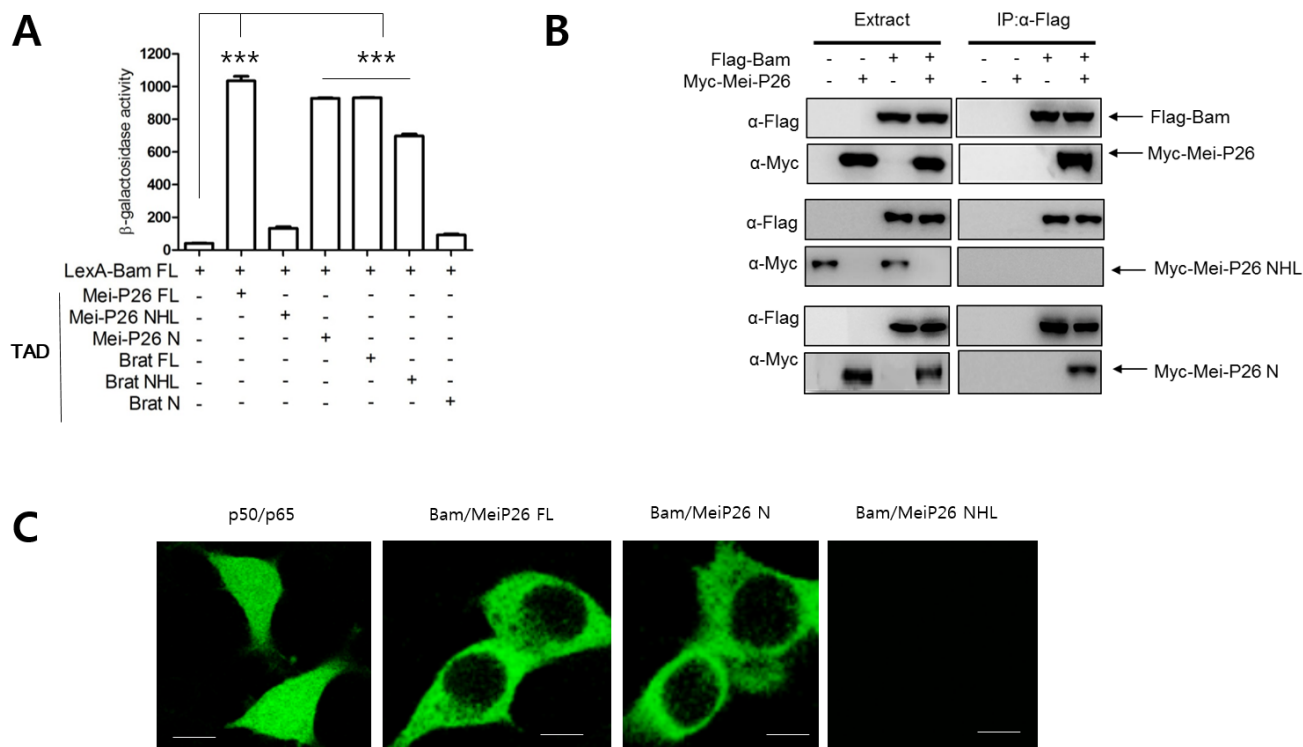 A
***
***
β-galactosidase activity
1200
1000
800
600
400
200
0
LexA-Bam FL + + + + + + +
TAD
Mei-P26 FL - + - - - - -
Mei-P26 NHL - - + - - - -
Mei-P26 N - - - + - - -
Brat FL - - - - + - -
Brat NHL - - - - - + -
Brat N - - - - - - +
B
Extract IP:α-Flag
Flag-Bam - - + + - - + +
Myc-Mei-P26 - + - + - + - +
α-Flag Flag-Bam
α-Myc Myc-Mei-P26
α-Flag
α-Myc Myc-Mei-P26 NHL
α-Flag
α-Myc Myc-Mei-P26 N
C
p50/p65 Bam/MeiP26 FL Bam/MeiP26 N Bam/MeiP26 NHL